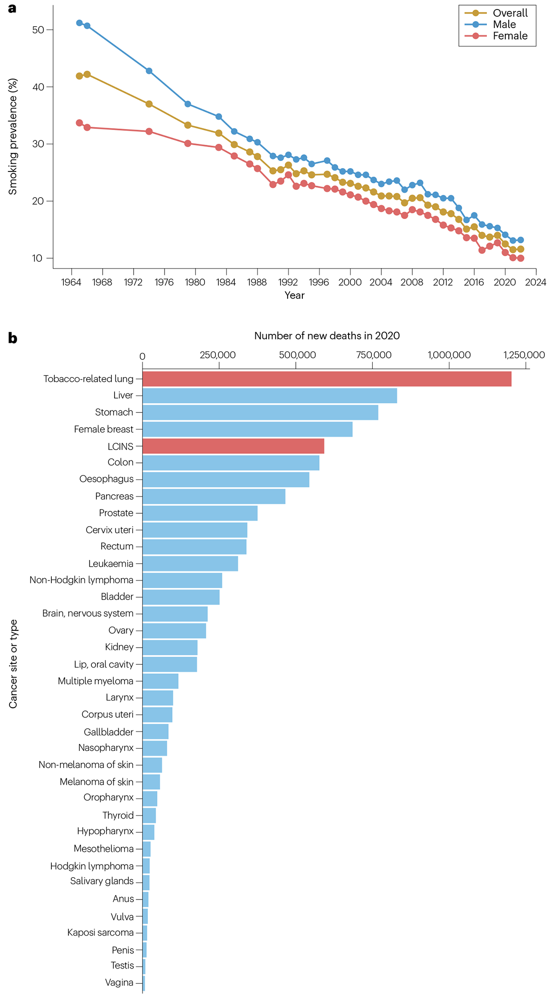 a
Overall
Male
Female
Smoking prevalence (%)
50
40
30
20
10
1964 1968 1972 1976 1980 1984 1988 1992 1996 2000 2004 2008 2012 2016 2020 2024
Year
b
Number of new deaths in 2020
0 250,000 500,000 750,000 1,000,000 1,250,000
Cancer site or type
Tobacco-related lung
Liver
Stomach
Female breast
LCINS
Colon
Oesophagus
Pancreas
Prostate
Cervix uteri
Rectum
Leukaemia
Non-Hodgkin lymphoma
Bladder
Brain, nervous system
Ovary
Kidney
Lip, oral cavity
Multiple myeloma
Larynx
Corpus uteri
Gallbladder
Nasopharynx
Non-melanoma of skin
Melanoma of skin
Oropharynx
Thyroid
Hypopharynx
Mesothelioma
Hodgkin lymphoma
Salivary glands
Anus
Vulva
Kaposi sarcoma
Penis
Testis
Vagina